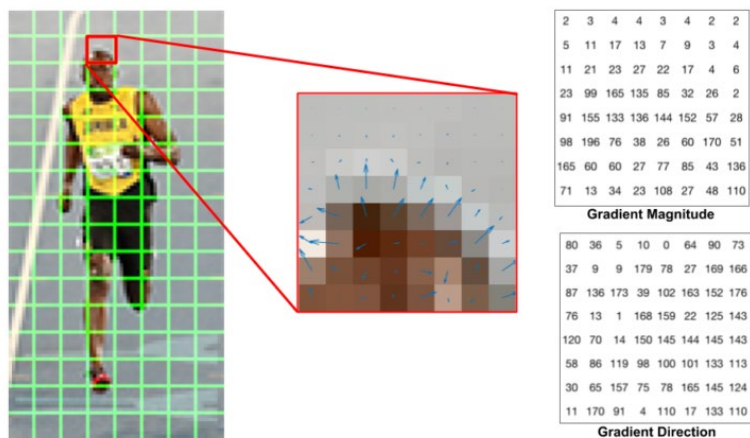 2 3 4 4 3 4 2 2
5 11 17 13 7 9 3 4
11 21 23 27 22 17 4 6
23 99 165 135 85 32 26 2
91 155 133 136 144 152 57 28
98 196 76 38 26 60 170 51
165 60 60 27 77 85 43 136
71 13 34 23 108 27 48 110
Gradient Magnitude
80 36 5 10 0 64 90 73
37 9 9 179 78 27 169 166
87 136 173 39 102 163 152 176
76 13 1 168 159 22 125 143
120 70 14 150 145 144 145 143
58 86 119 98 100 101 133 113
30 65 157 75 78 165 145 124
11 170 91 4 110 17 133 110
Gradient Direction